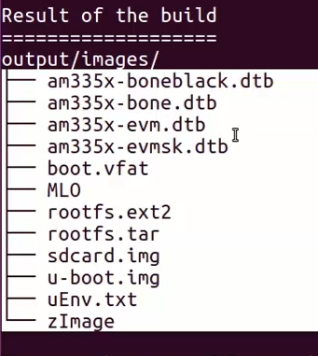 Result of the build
===================
output/images/
├── am335x-boneblack.dtb
├── am335x-bone.dtb
├── am335x-evm.dtb
├── am335x-evmsk.dtb
├── boot.vfat
├── MLO
├── rootfs.ext2
├── rootfs.tar
├── sdcard.img
├── u-boot.img
├── uEnv.txt
└── zImage